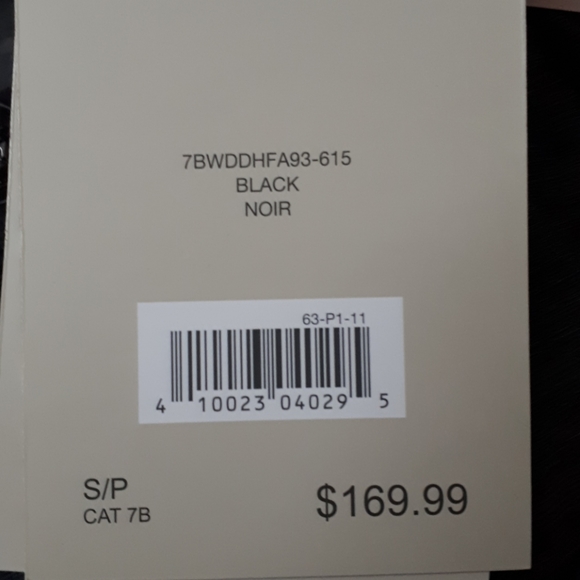 7BWDDHFA93-615
BLACK
NOIR
63-P1-11
4 10023 04029 5
S/P
CAT 7B
$169.99